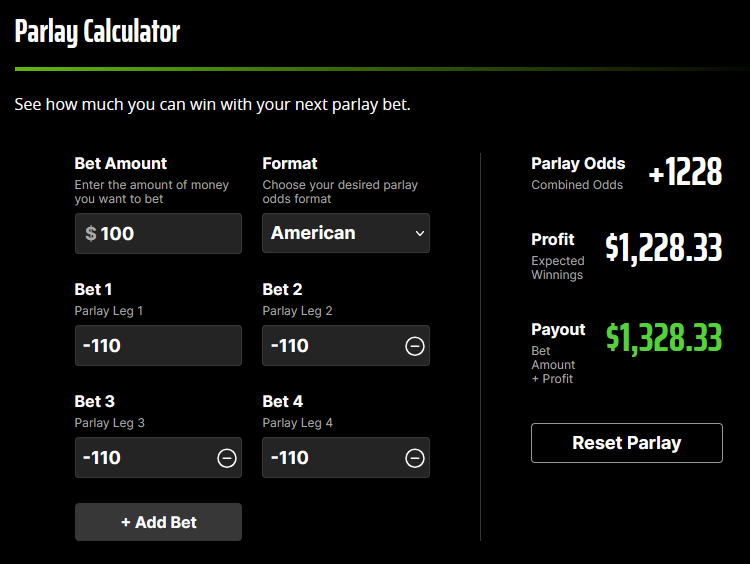 Parlay Calculator
See how much you can win with your next parlay bet.
Bet Amount
Enter the amount of money
you want to bet
$ 100
Format
Choose your desired parlay
odds format
American
Bet 1
Parlay Leg 1
-110
Bet 2
Parlay Leg 2
-110
Bet 3
Parlay Leg 3
-110
Bet 4
Parlay Leg 4
-110
+ Add Bet
Parlay Odds
Combined Odds
+1228
Profit
Expected
Winnings
$1,228.33
Payout
Bet
Amount
+ Profit
$1,328.33
Reset Parlay